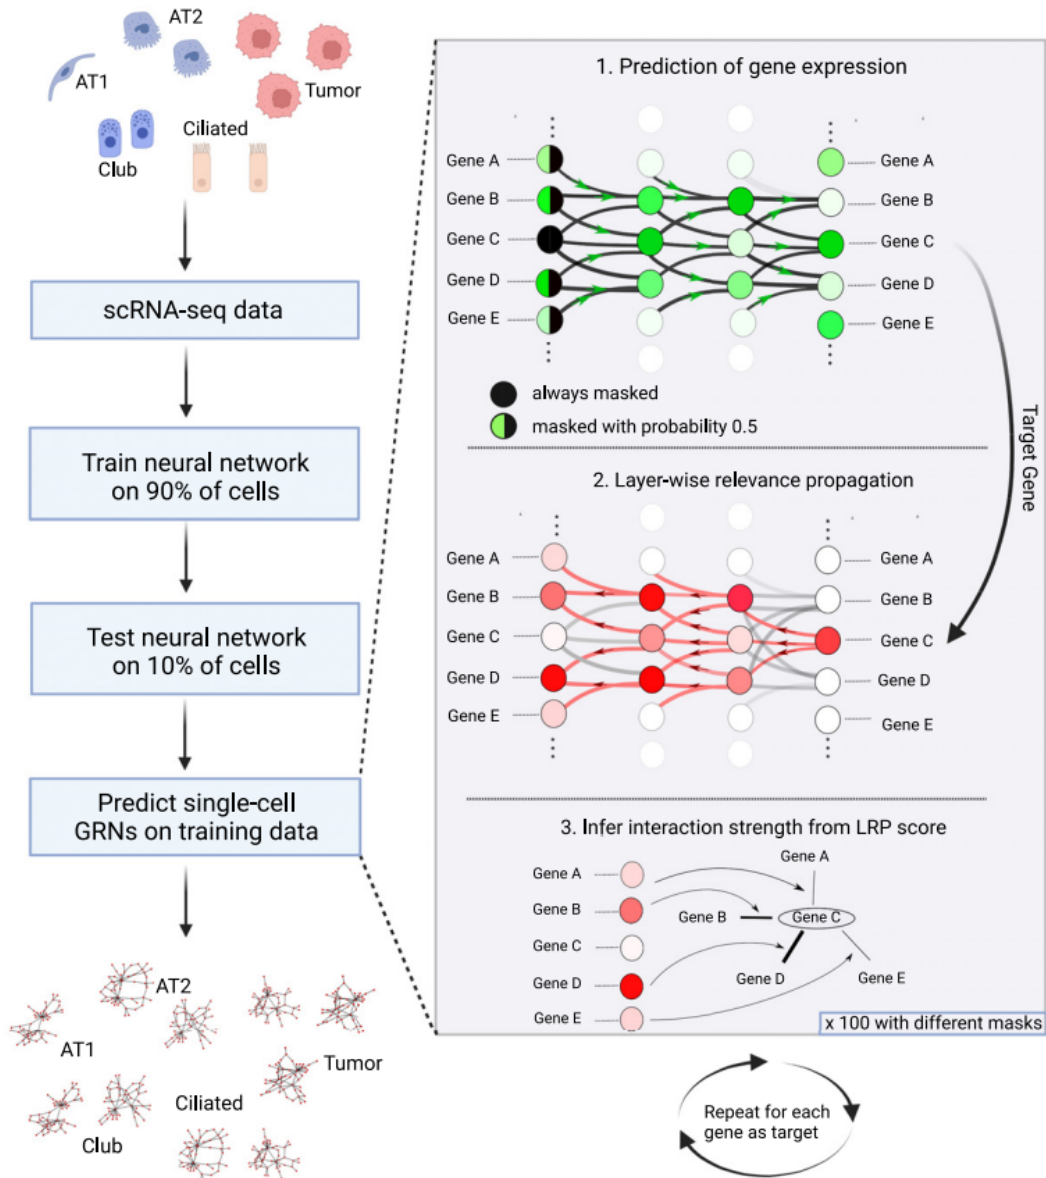 AT2
AT1
Tumor
Ciliated
Club
scRNA-seq data
Train neural network
on 90% of cells
Test neural network
on 10% of cells
Predict single-cell
GRNs on training data
AT2
AT1
Tumor
Ciliated
Club
1. Prediction of gene expression
Gene A
Gene B
Gene C
Gene D
Gene E
Gene A
Gene B
Gene C
Gene D
Gene E
always masked
masked with probability 0.5
Target Gene
2. Layer-wise relevance propagation
Gene A
Gene B
Gene C
Gene D
Gene E
Gene A
Gene B
Gene C
Gene D
Gene E
3. Infer interaction strength from LRP score
Gene A
Gene B
Gene C
Gene D
Gene E
Gene A
Gene B
Gene C
Gene D
Gene E
x 100 with different masks
Repeat for each
gene as target